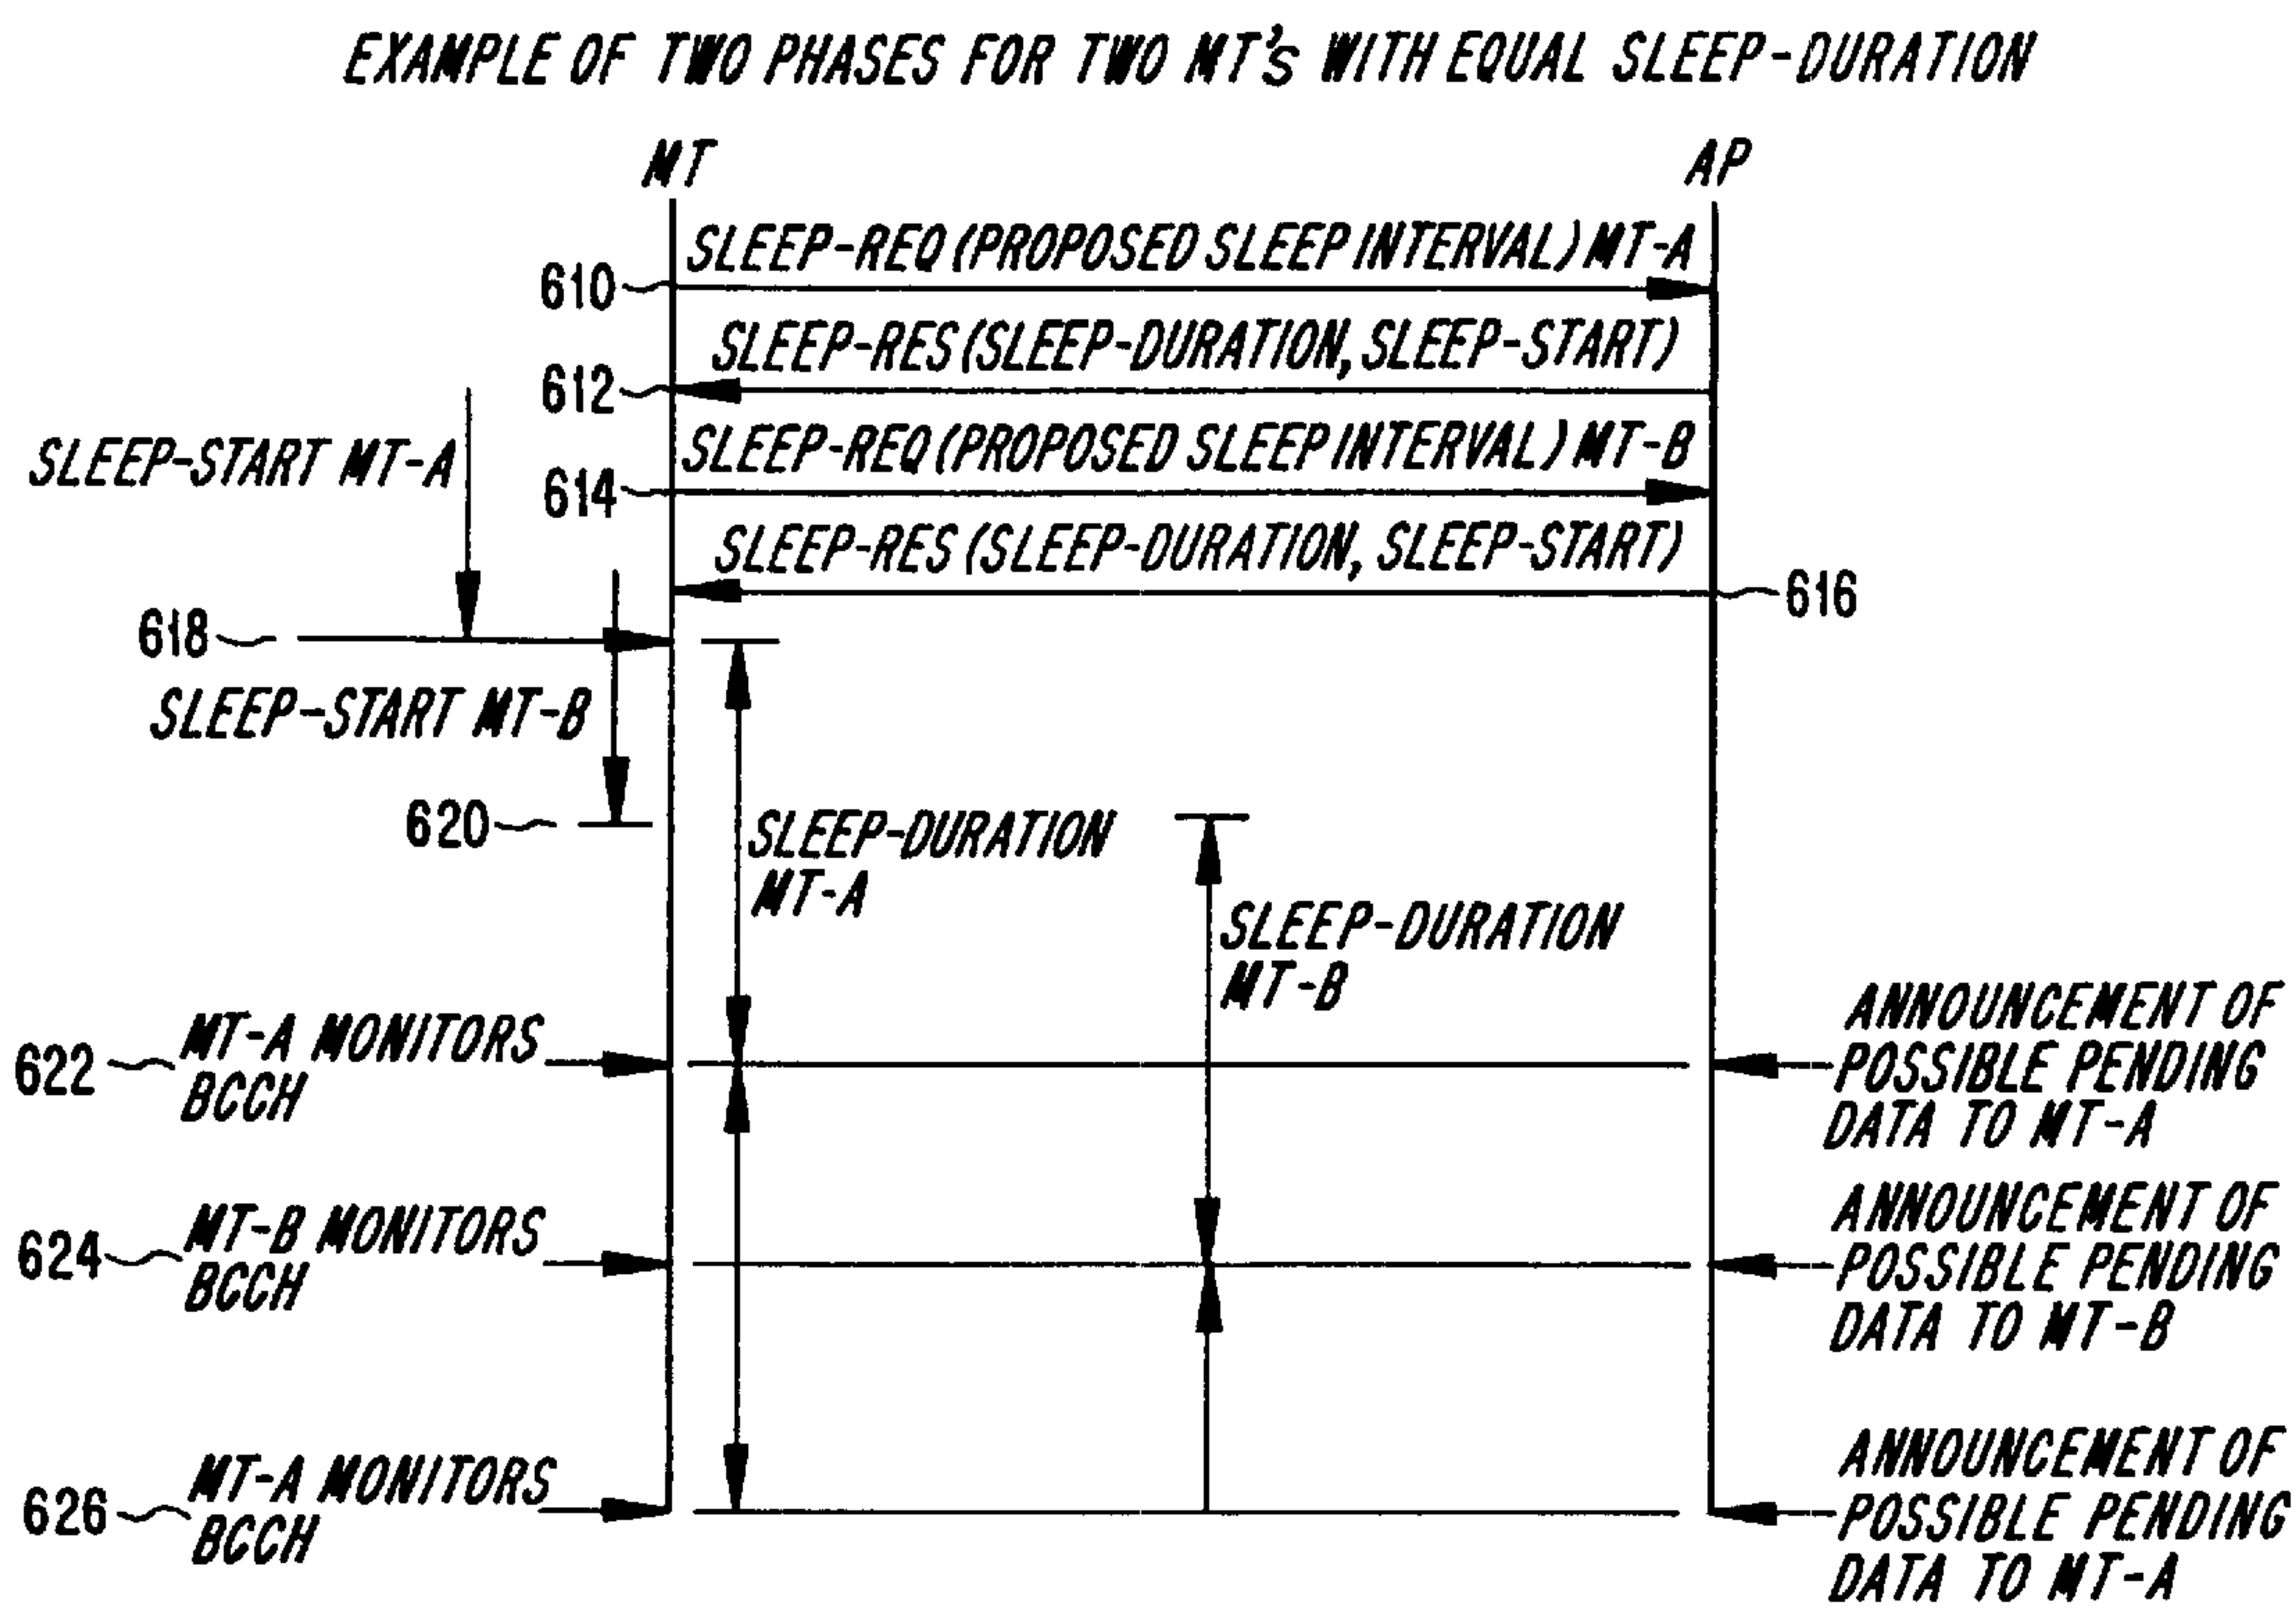 EXAMPLE OF TWO PHASES FOR TWO MT's WITH EQUAL SLEEP-DURATION
MT
AP
SLEEP-REQ (PROPOSED SLEEP INTERVAL) MT-A
610
SLEEP-RES (SLEEP-DURATION, SLEEP-START)
612
SLEEP-START MT-A
SLEEP-REQ (PROPOSED SLEEP INTERVAL) MT-B
614
SLEEP-RES (SLEEP-DURATION, SLEEP-START)
616
618
SLEEP-START MT-B
620
SLEEP-DURATION
MT-A
SLEEP-DURATION
MT-B
622
MT-A MONITORS
BCCH
ANNOUNCEMENT OF
POSSIBLE PENDING
DATA TO MT-A
624
MT-B MONITORS
BCCH
ANNOUNCEMENT OF
POSSIBLE PENDING
DATA TO MT-B
626
MT-A MONITORS
BCCH
ANNOUNCEMENT OF
POSSIBLE PENDING
DATA TO MT-A